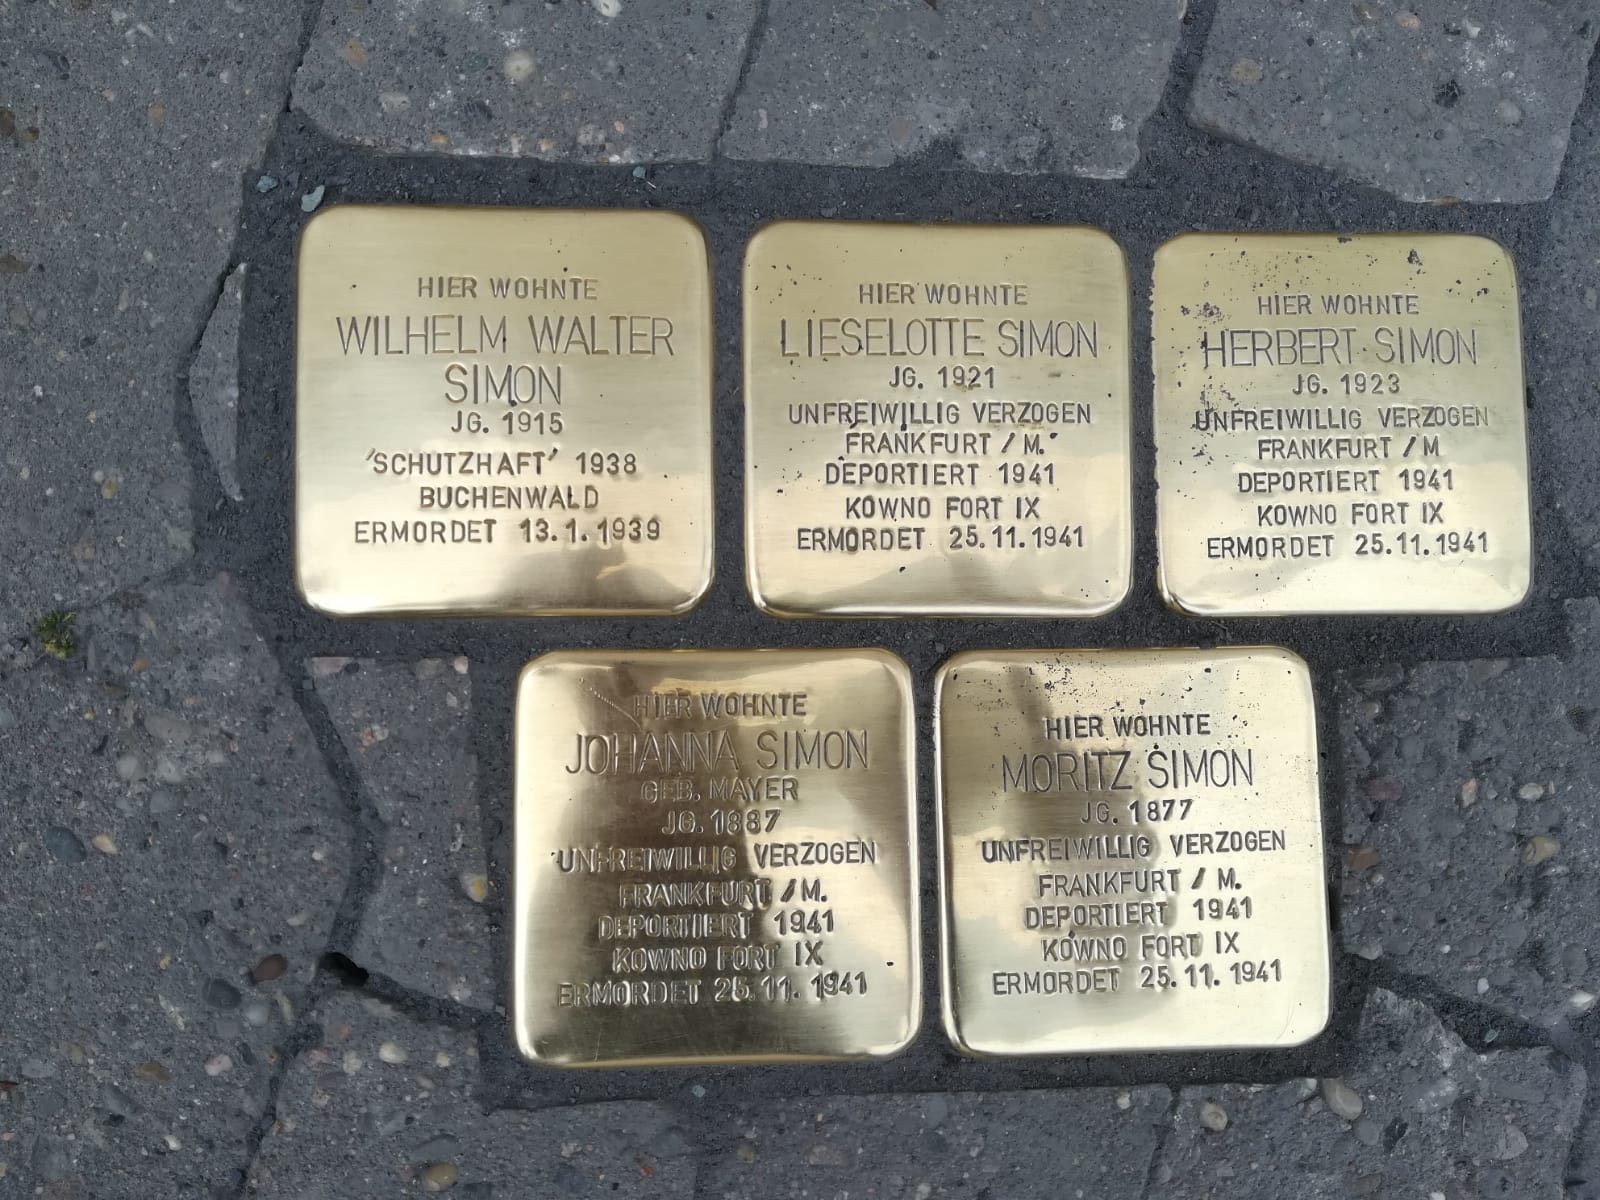 HIER WOHNTE
WILHELM WALTER
SIMON
JG. 1915
'SCHUTZHAFT' 1938
BUCHENWALD
ERMORDET 13.1.1939
HIER WOHNTE
LIESELOTTE SIMON
JG. 1921
UNFREIWILLIG VERZOGEN
FRANKFURT / M.
DEPORTIERT 1941
KOWNO FORT IX
ERMORDET 25.11.1941
HIER WOHNTE
HERBERT SIMON
JG. 1923
UNFREIWILLIG VERZOGEN
FRANKFURT / M
DEPORTIERT 1941
KOWNO FORT IX
ERMORDET 25.11.1941
HIER WOHNTE
JOHANNA SIMON
GEB. MAYER
JG. 1887
UNFREIWILLIG VERZOGEN
FRANKFURT / M.
DEPORTIERT 1941
KOWNO FORT IX
ERMORDET 25.11.1941
HIER WOHNTE
MORITZ SIMON
JG. 1877
UNFREIWILLIG VERZOGEN
FRANKFURT / M.
DEPORTIERT 1941
KOWNO FORT IX
ERMORDET 25.11.1941